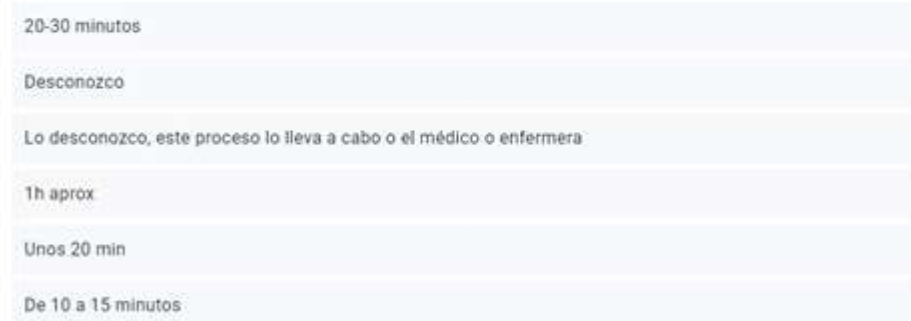 20-30 minutos
Desconozco
Lo desconozco, este proceso lo lleva a cabo o el médico o enfermera
1h aprox
Unos 20 min
De 10 a 15 minutos